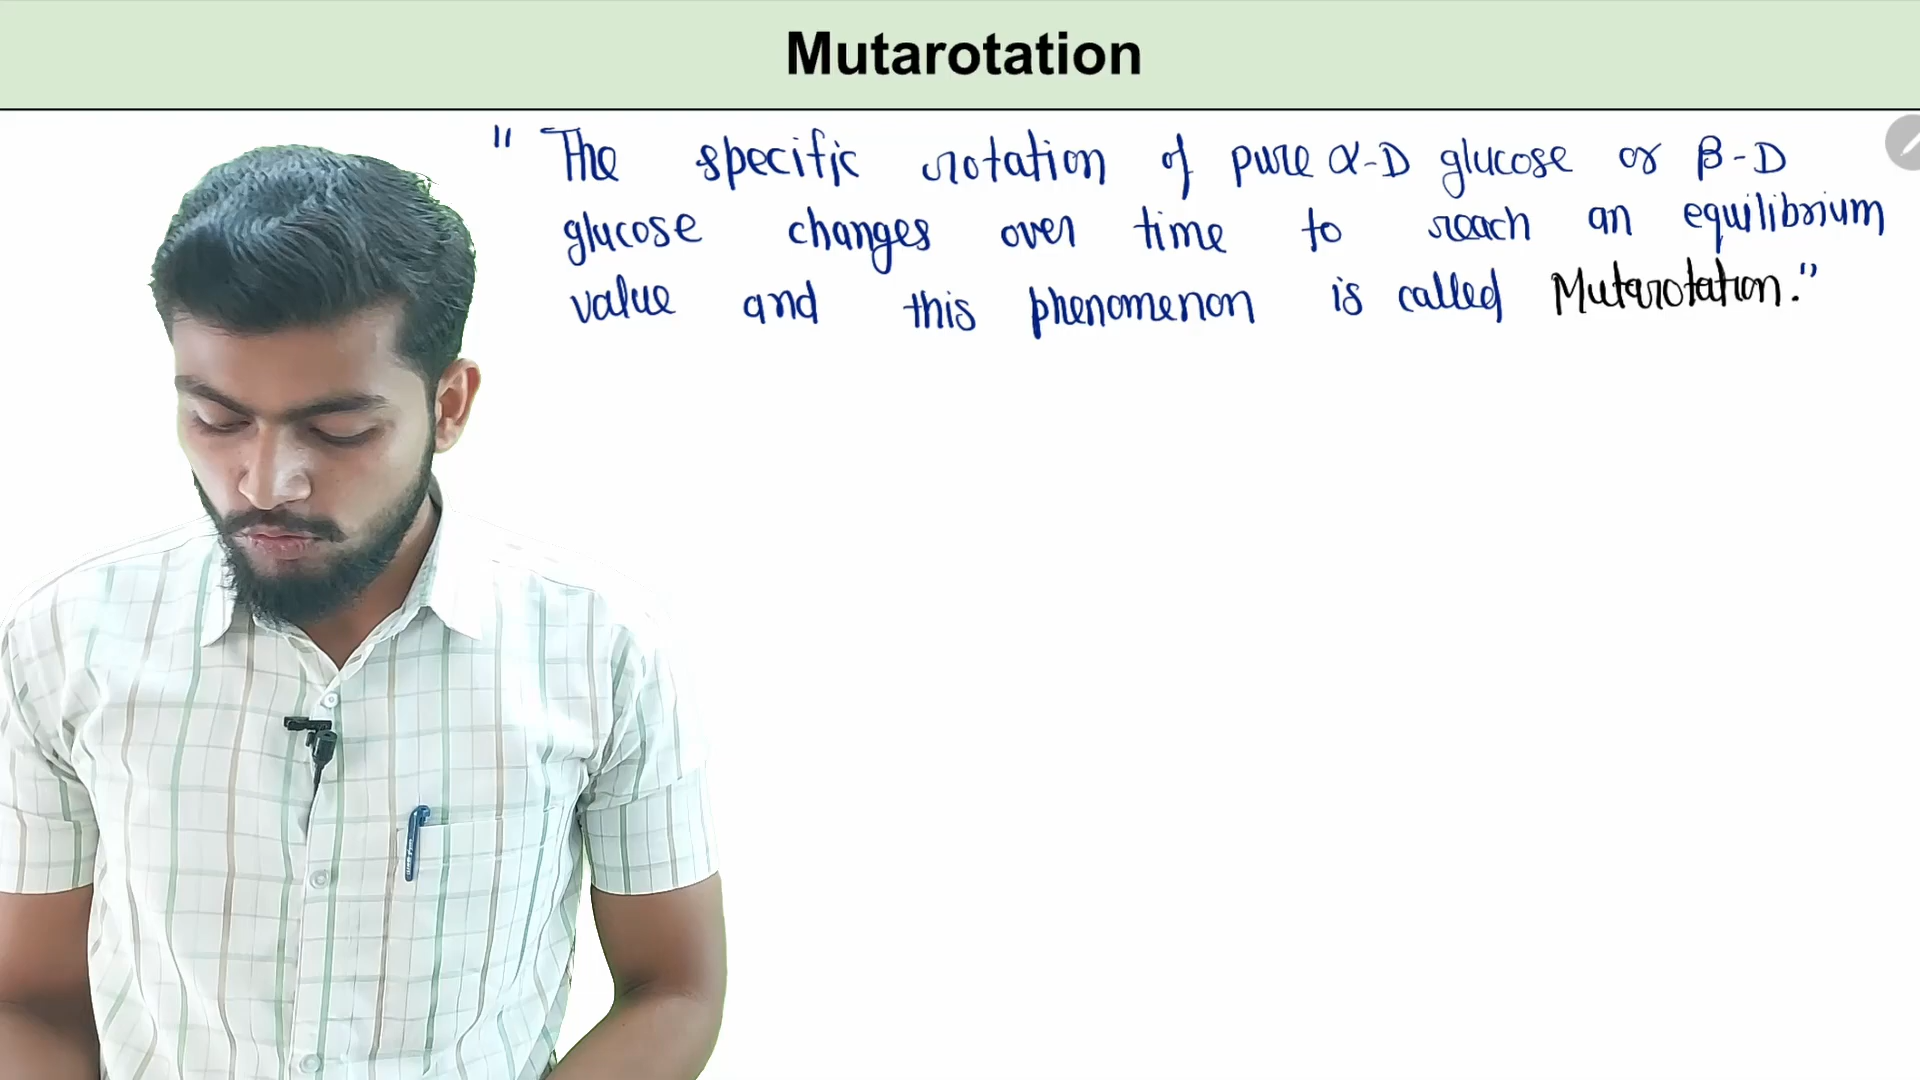 Mutarotation
" The specific rotation of pure α-D glucose or β-D
glucose changes over time to reach an equilibrium
value and this phenomenon is called Mutarotation."